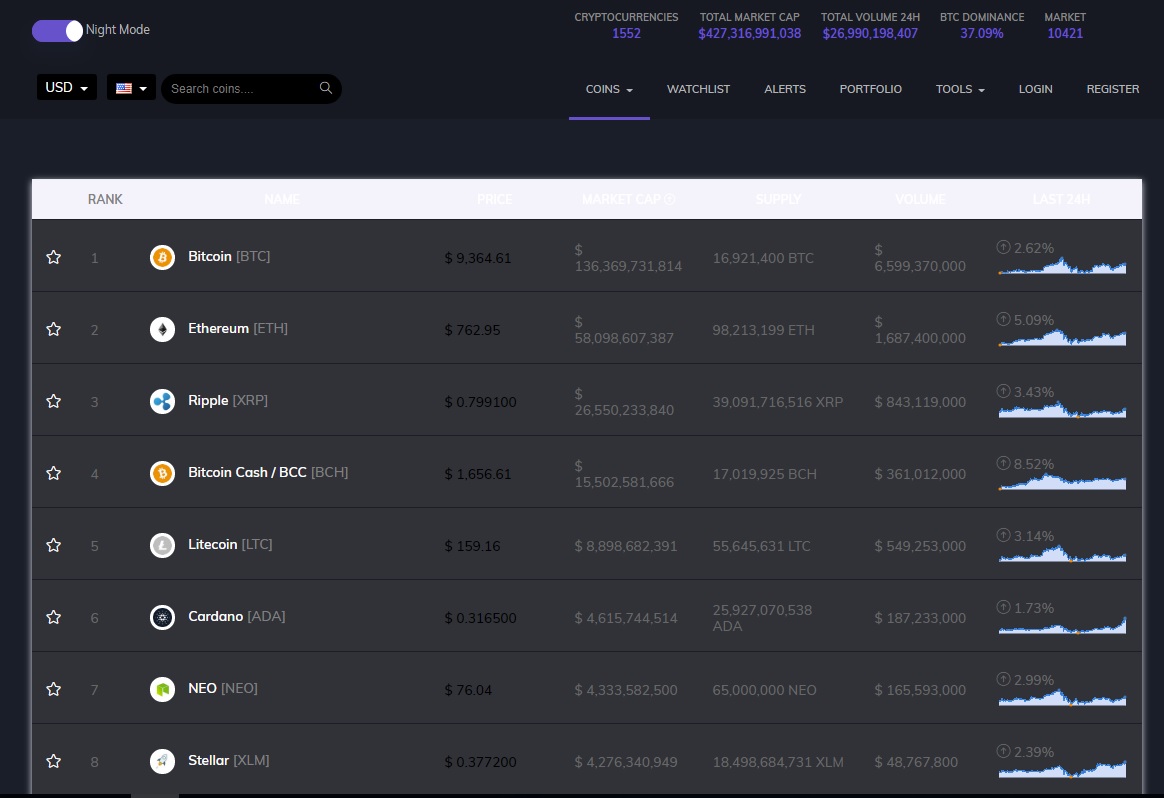 Night Mode
CRYPTOCURRENCIES TOTAL MARKET CAP TOTAL VOLUME 24H BTC DOMINANCE MARKET
1552 $427,316,991,038 $26,990,198,407 37.09% 10421
USD Search coins.... COINS WATCHLIST ALERTS PORTFOLIO TOOLS LOGIN REGISTER
RANK NAME PRICE MARKET CAP SUPPLY VOLUME LAST 24H
1 Bitcoin [BTC] $ 9,364.61 $ 136,369,731,814 16,921,400 BTC $ 6,599,370,000 2.62%
2 Ethereum [ETH] $ 762.95 $ 58,098,607,387 98,213,199 ETH $ 1,687,400,000 5.09%
3 Ripple [XRP] $ 0.799100 $ 26,550,233,840 39,091,716,516 XRP $ 843,119,000 3.43%
4 Bitcoin Cash / BCC [BCH] $ 1,656.61 $ 15,502,581,666 17,019,925 BCH $ 361,012,000 8.52%
5 Litecoin [LTC] $ 159.16 $ 8,898,682,391 55,645,631 LTC $ 549,253,000 3.14%
6 Cardano [ADA] $ 0.316500 $ 4,615,744,514 25,927,070,538 ADA $ 187,233,000 1.73%
7 NEO [NEO] $ 76.04 $ 4,333,582,500 65,000,000 NEO $ 165,593,000 2.99%
8 Stellar [XLM] $ 0.377200 $ 4,276,340,949 18,498,684,731 XLM $ 48,767,800 2.39%